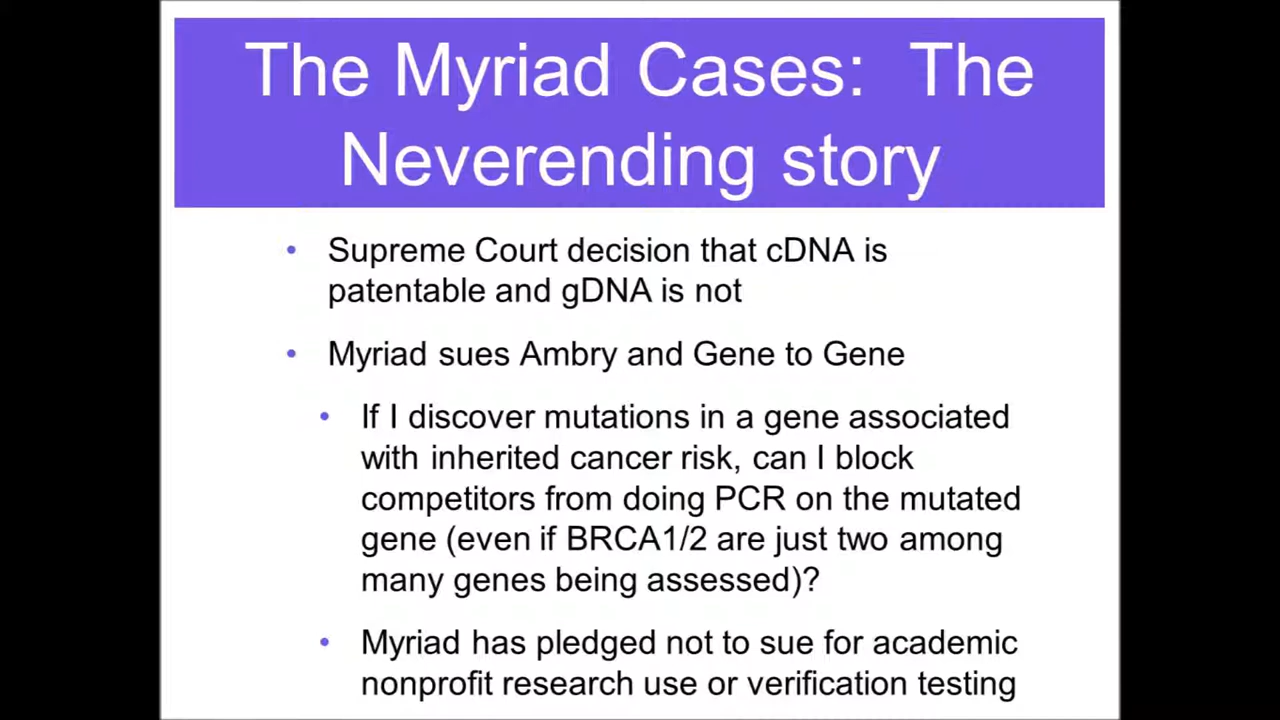 The Myriad Cases: The
Neverending story
• Supreme Court decision that cDNA is
patentable and gDNA is not
• Myriad sues Ambry and Gene to Gene
• If I discover mutations in a gene associated
with inherited cancer risk, can I block
competitors from doing PCR on the mutated
gene (even if BRCA1/2 are just two among
many genes being assessed)?
• Myriad has pledged not to sue for academic
nonprofit research use or verification testing